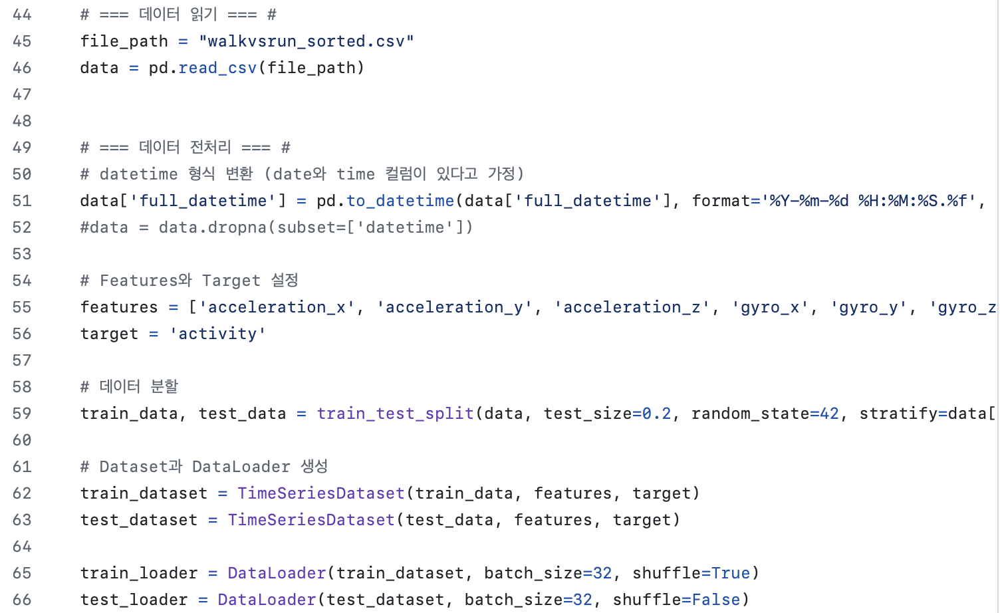 44 # === 데이터 읽기 === #
45 file_path = "walkvsrun_sorted.csv"
46 data = pd.read_csv(file_path)
47
48
49 # === 데이터 전처리 === #
50 # datetime 형식 변환 (date와 time 컬럼이 있다고 가정)
51 data['full_datetime'] = pd.to_datetime(data['full_datetime'], format='%Y-%m-%d %H:%M:%S.%f',
52 #data = data.dropna(subset=['datetime'])
53
54 # Features와 Target 설정
55 features = ['acceleration_x', 'acceleration_y', 'acceleration_z', 'gyro_x', 'gyro_y', 'gyro_z
56 target = 'activity'
57
58 # 데이터 분할
59 train_data, test_data = train_test_split(data, test_size=0.2, random_state=42, stratify=data[
60
61 # Dataset과 DataLoader 생성
62 train_dataset = TimeSeriesDataset(train_data, features, target)
63 test_dataset = TimeSeriesDataset(test_data, features, target)
64
65 train_loader = DataLoader(train_dataset, batch_size=32, shuffle=True)
66 test_loader = DataLoader(test_dataset, batch_size=32, shuffle=False)